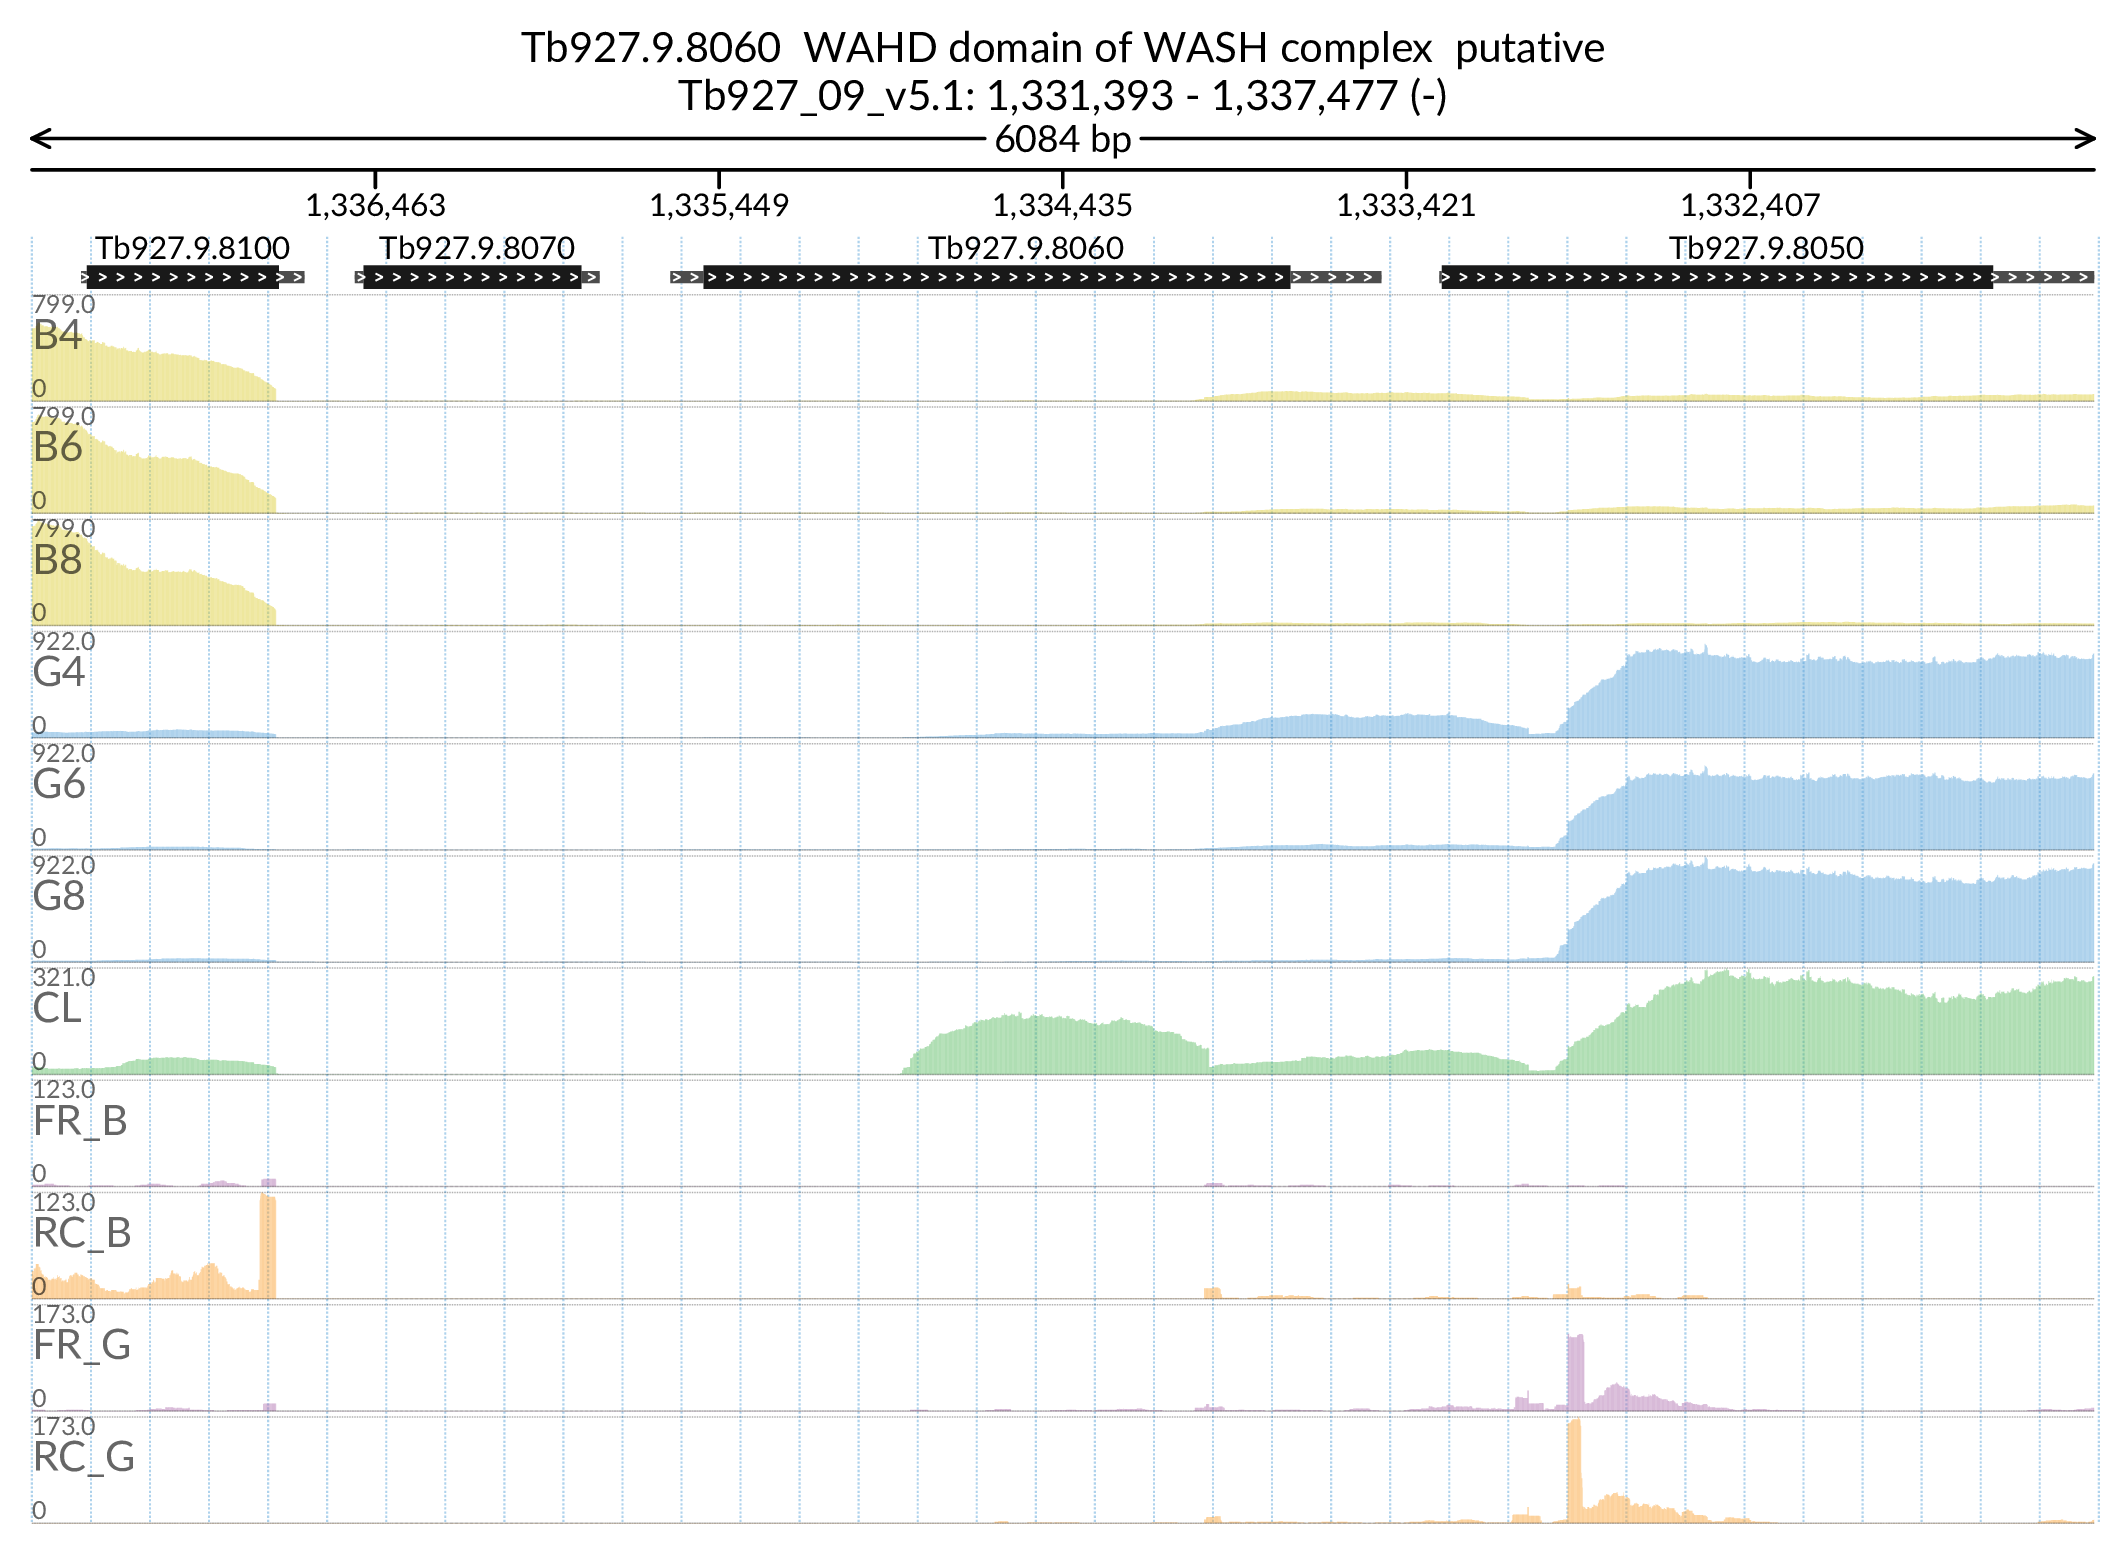 Tb927.9.8060  WAHD domain of WASH complex  putative
Tb927_09_v5.1: 1,331,393 - 1,337,477 (-)
6084 bp
1,336,463 1,335,449 1,334,435 1,333,421 1,332,407
Tb927.9.8100 Tb927.9.8070 Tb927.9.8060 Tb927.9.8050
799.0
B4
0
799.0
B6
0
799.0
B8
0
922.0
G4
0
922.0
G6
0
922.0
G8
0
321.0
CL
0
123.0
FR_B
0
123.0
RC_B
0
173.0
FR_G
0
173.0
RC_G
0